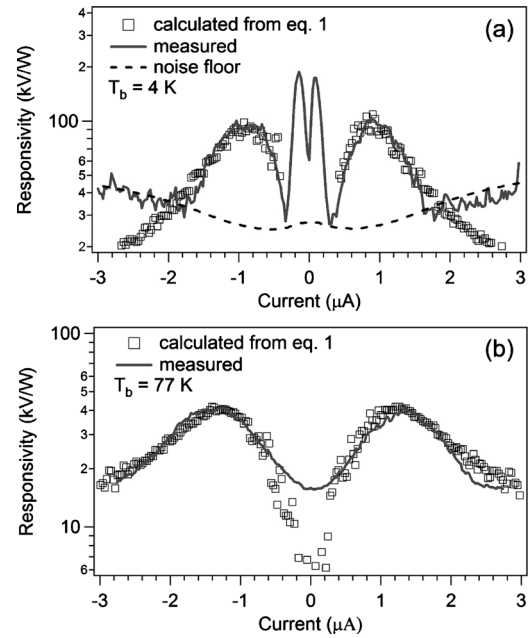 (a)
calculated from eq. 1
measured
noise floor
T_b = 4 K
Responsivity (kV/W)
4
3
2
100
6
5
4
3
2
-3 -2 -1 0 1 2 3
Current (μA)
(b)
calculated from eq. 1
measured
T_b = 77 K
Responsivity (kV/W)
100
6
4
2
10
6
-3 -2 -1 0 1 2 3
Current (μA)